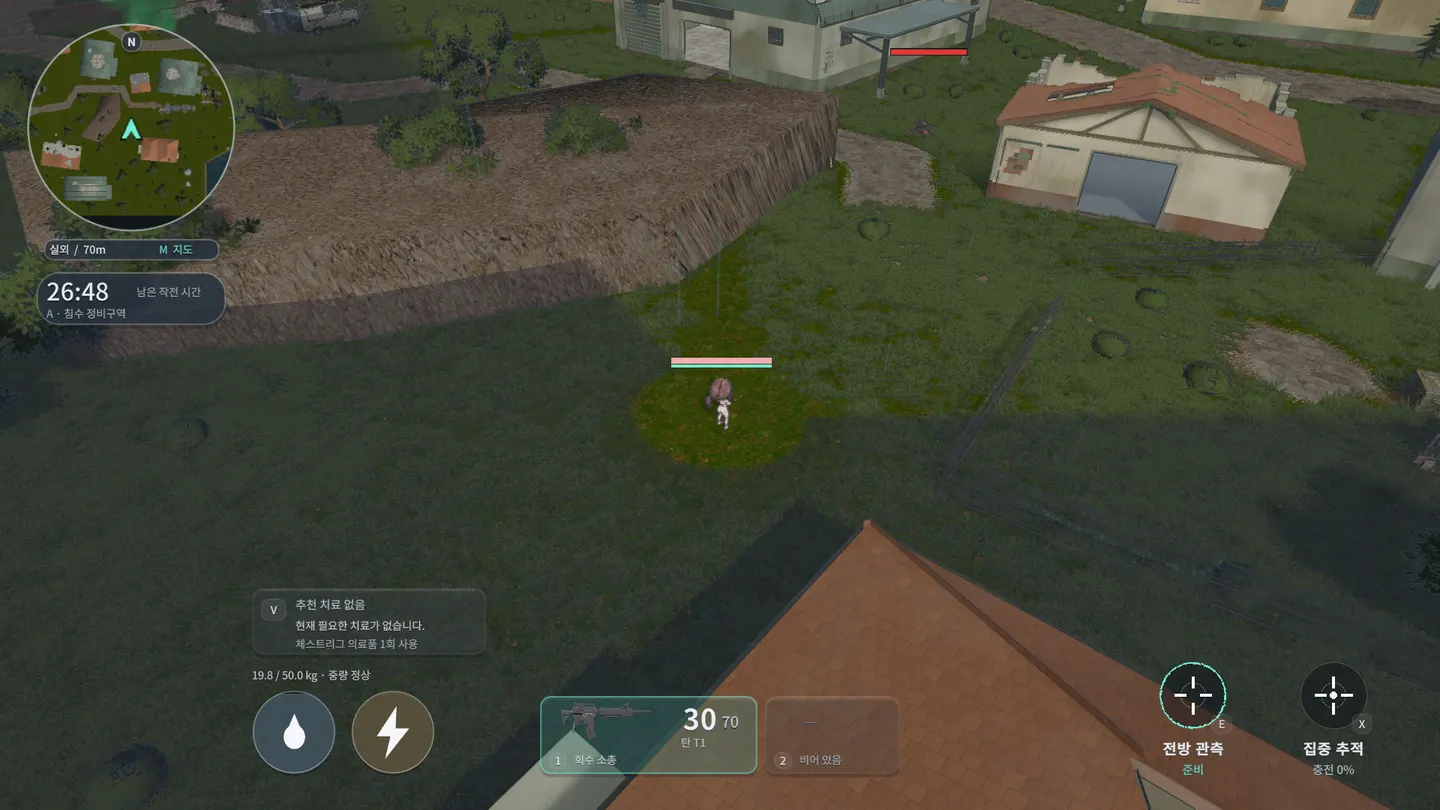 N
실외 / 70m
M 지도
26:48
남은 작전 시간
A · 침수 정비구역
V
추천 치료 없음
현재 필요한 치료가 없습니다.
체스트리그 의료품 1회 사용
19.8 / 50.0 kg · 중량 정상
30 70
탄 T1
1 회수 소총
—
2 비어 있음
E
전방 관측
준비
X
집중 추적
충전 0%